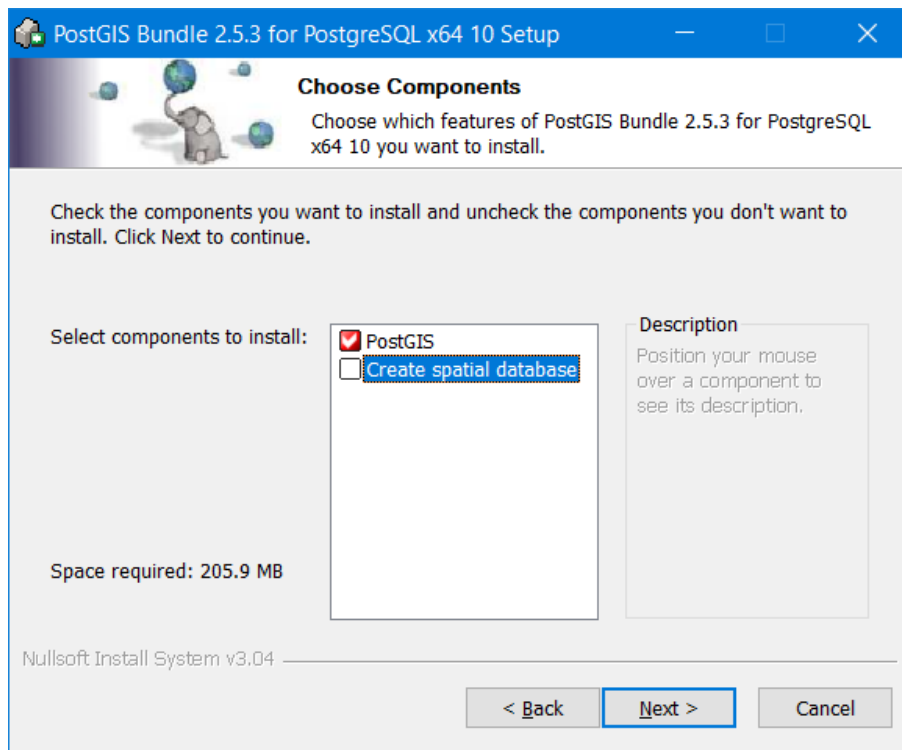 PostGIS Bundle 2.5.3 for PostgreSQL x64 10 Setup
Choose Components
Choose which features of PostGIS Bundle 2.5.3 for PostgreSQL
x64 10 you want to install.
Check the components you want to install and uncheck the components you don't want to
install. Click Next to continue.
Select components to install:
PostGIS
Create spatial database
Description
Position your mouse
over a component to
see its description.
Space required: 205.9 MB
Nullsoft Install System v3.04
< Back
Next >
Cancel